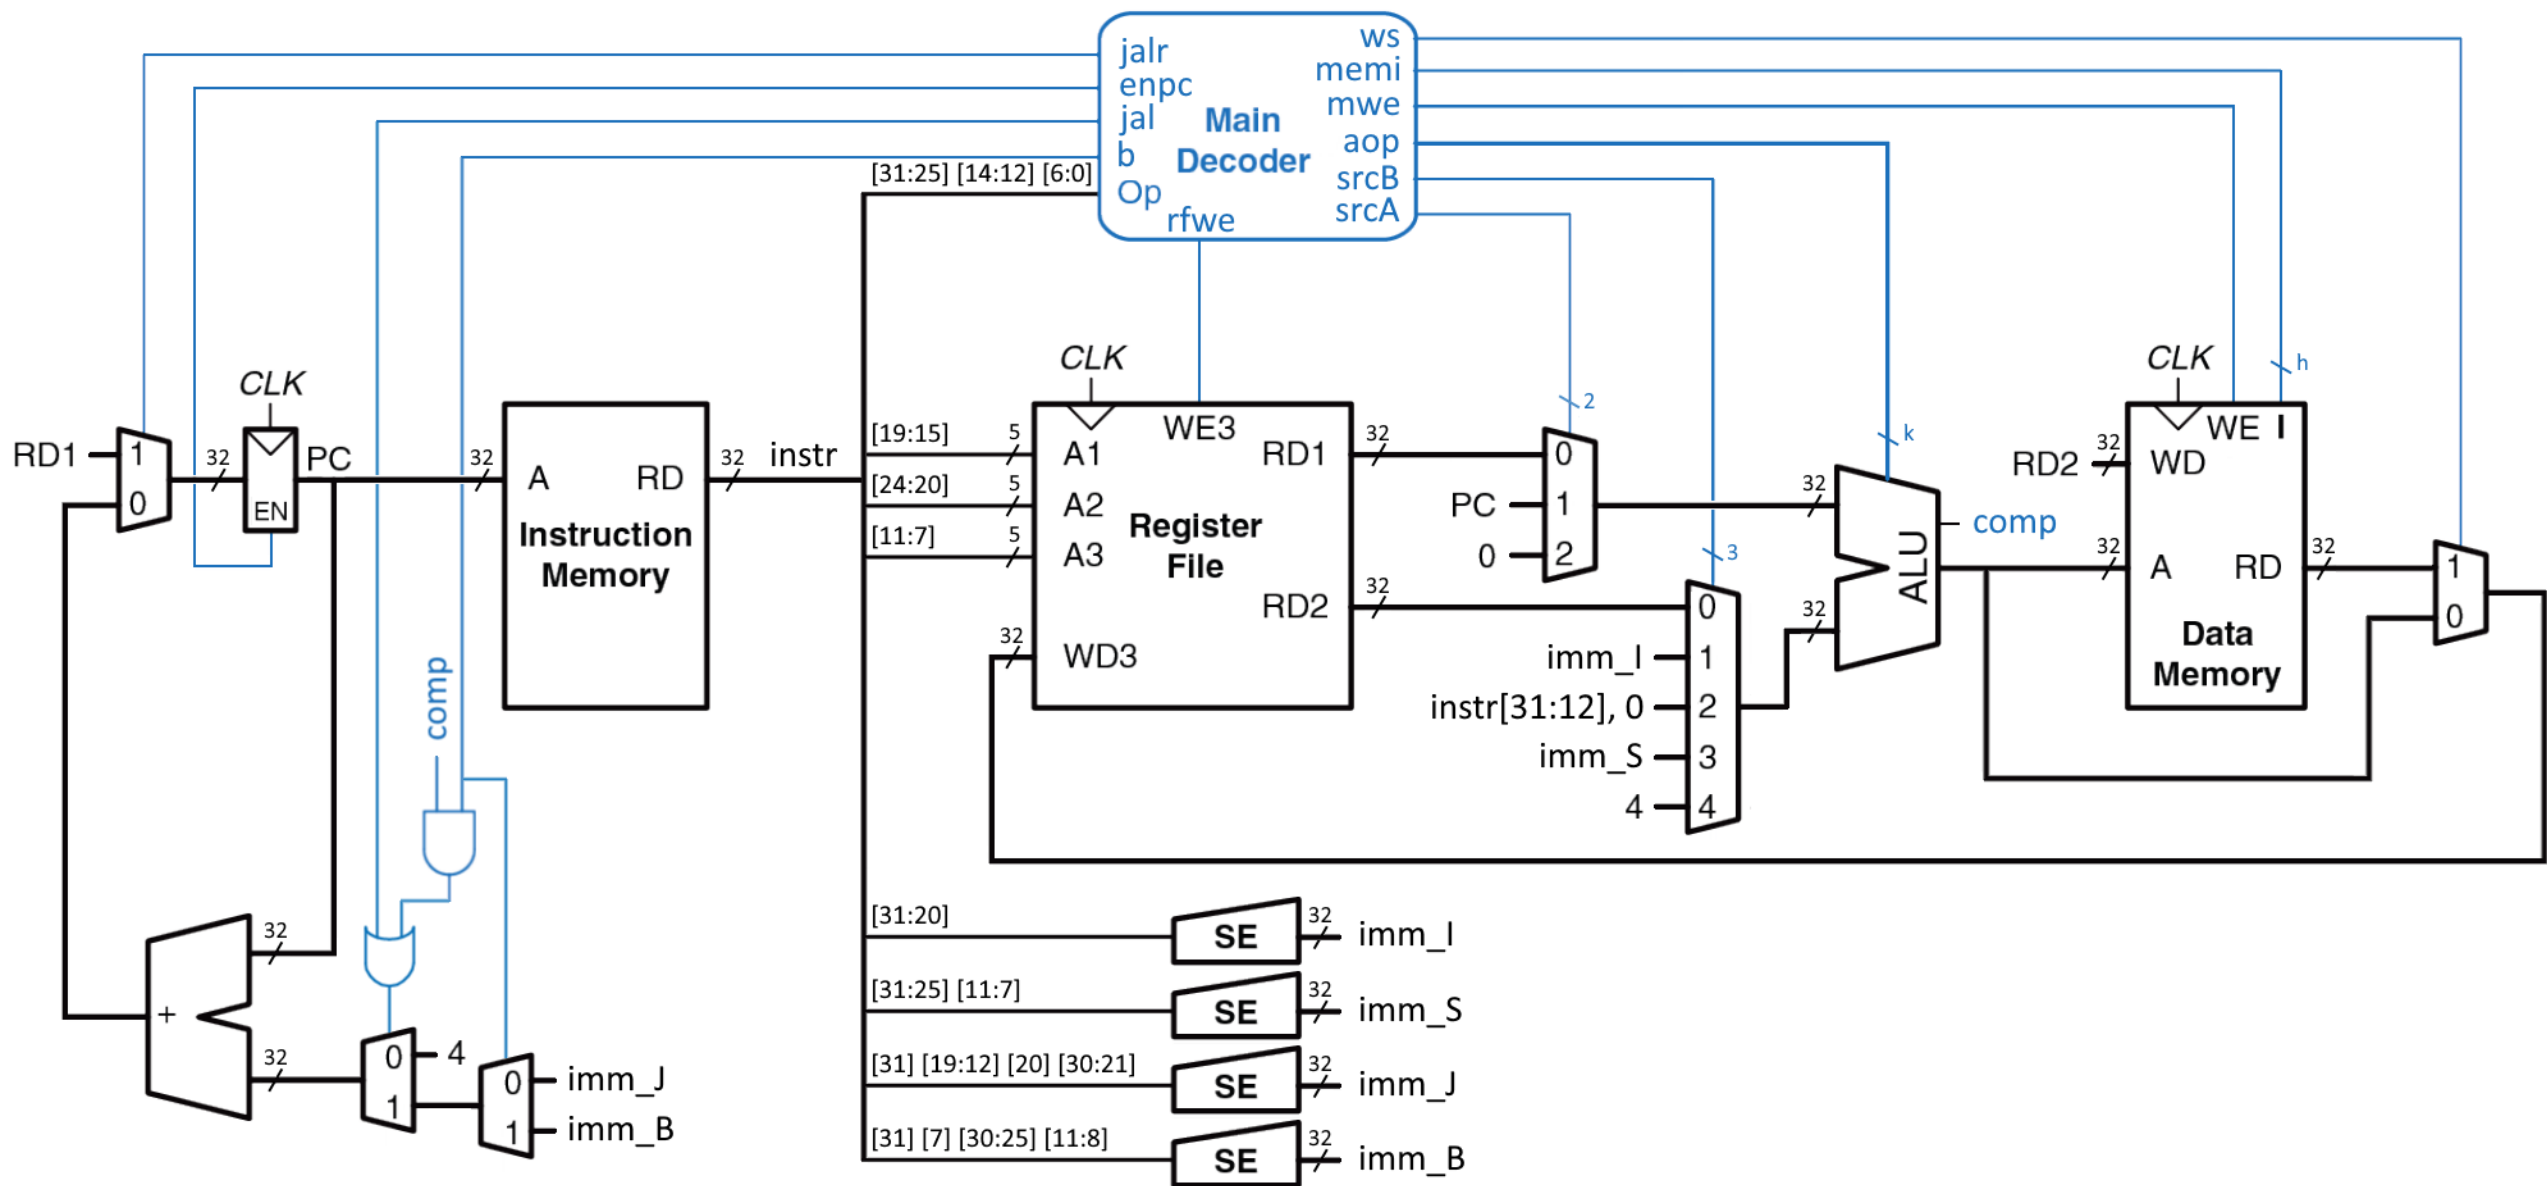 jalr
enpc
jal
b
Op
rfwe
Main
Decoder
ws
memi
mwe
aop
srcB
srcA
[31:25] [14:12] [6:0]
RD1
1
0
32
CLK
PC
EN
32
A
RD
Instruction
Memory
32
instr
comp
[19:15]
5
[24:20]
5
[11:7]
5
32
CLK
WE3
A1
A2
A3
WD3
RD1
RD2
Register
File
32
32
2
0
1
2
PC
0
3
0
1
2
3
4
imm_I
instr[31:12], 0
imm_S
4
32
32
k
ALU
comp
h
CLK
WE I
RD2
32
WD
32
A
RD
Data
Memory
32
1
0
32
+
32
0
1
4
0
1
imm_J
imm_B
[31:20]
SE
32
imm_I
[31:25] [11:7]
SE
32
imm_S
[31] [19:12] [20] [30:21]
SE
32
imm_J
[31] [7] [30:25] [11:8]
SE
32
imm_B